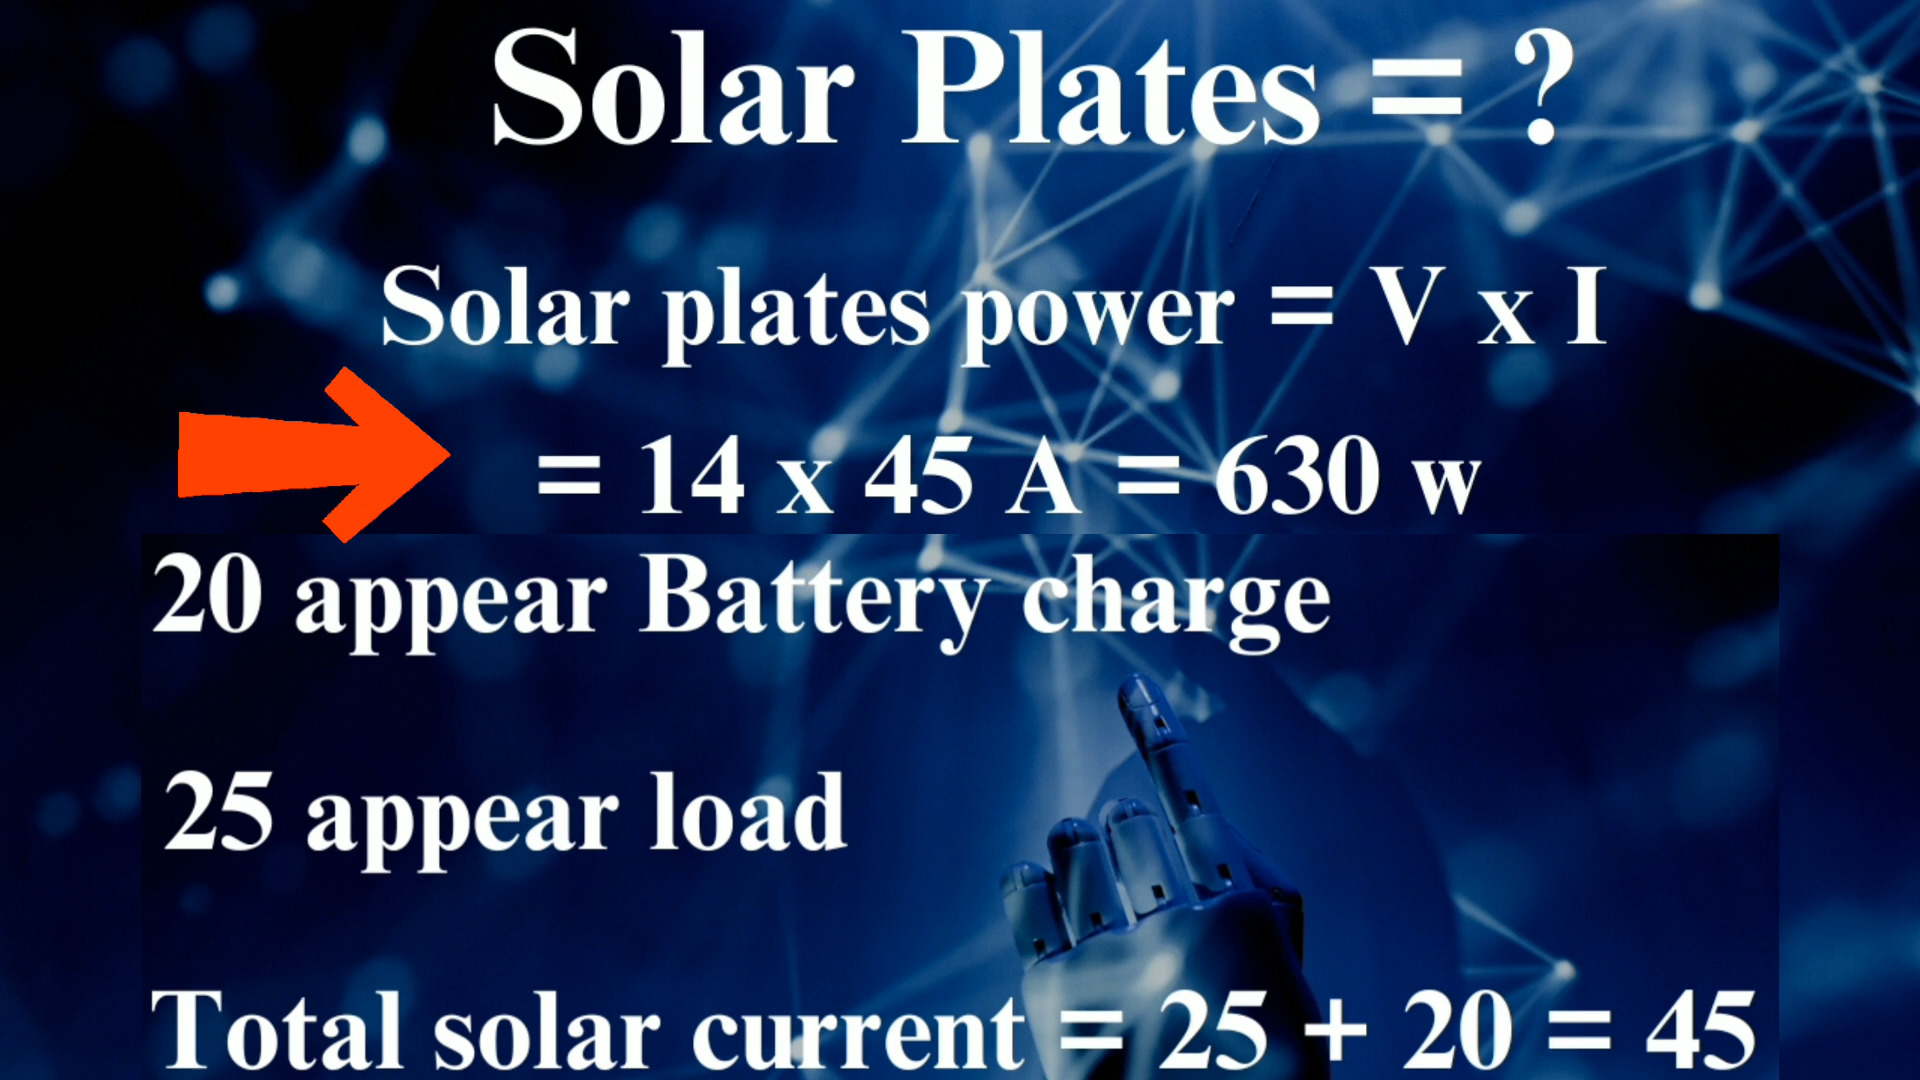 Solar Plates = ?
Solar plates power = V x I
= 14 x 45 A = 630 w
20 appear Battery charge
25 appear load
Total solar current = 25 + 20 = 45